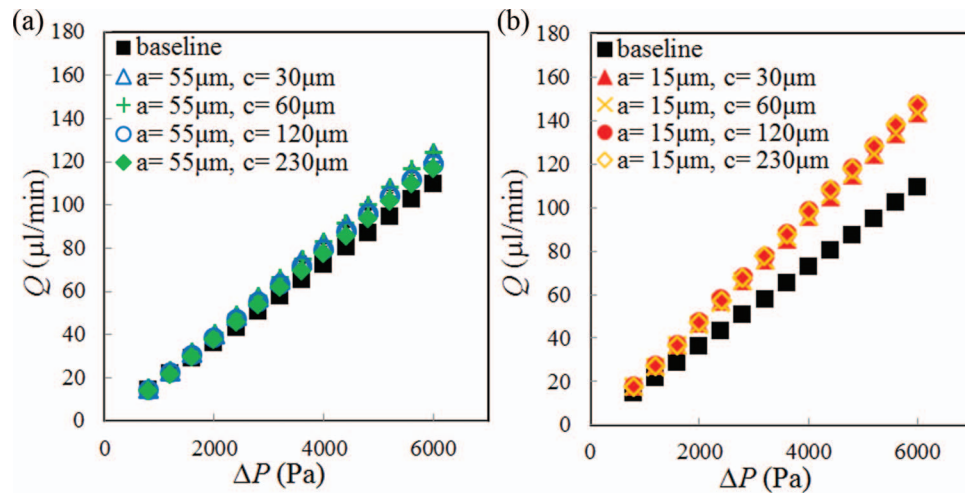 (a)
180
160
140
120
100
80
60
40
20
0
Q (μl/min)
baseline
a= 55μm, c= 30μm
a= 55μm, c= 60μm
a= 55μm, c= 120μm
a= 55μm, c= 230μm
0 2000 4000 6000
ΔP (Pa)
(b)
180
160
140
120
100
80
60
40
20
0
Q (μl/min)
baseline
a= 15μm, c= 30μm
a= 15μm, c= 60μm
a= 15μm, c= 120μm
a= 15μm, c= 230μm
0 2000 4000 6000
ΔP (Pa)